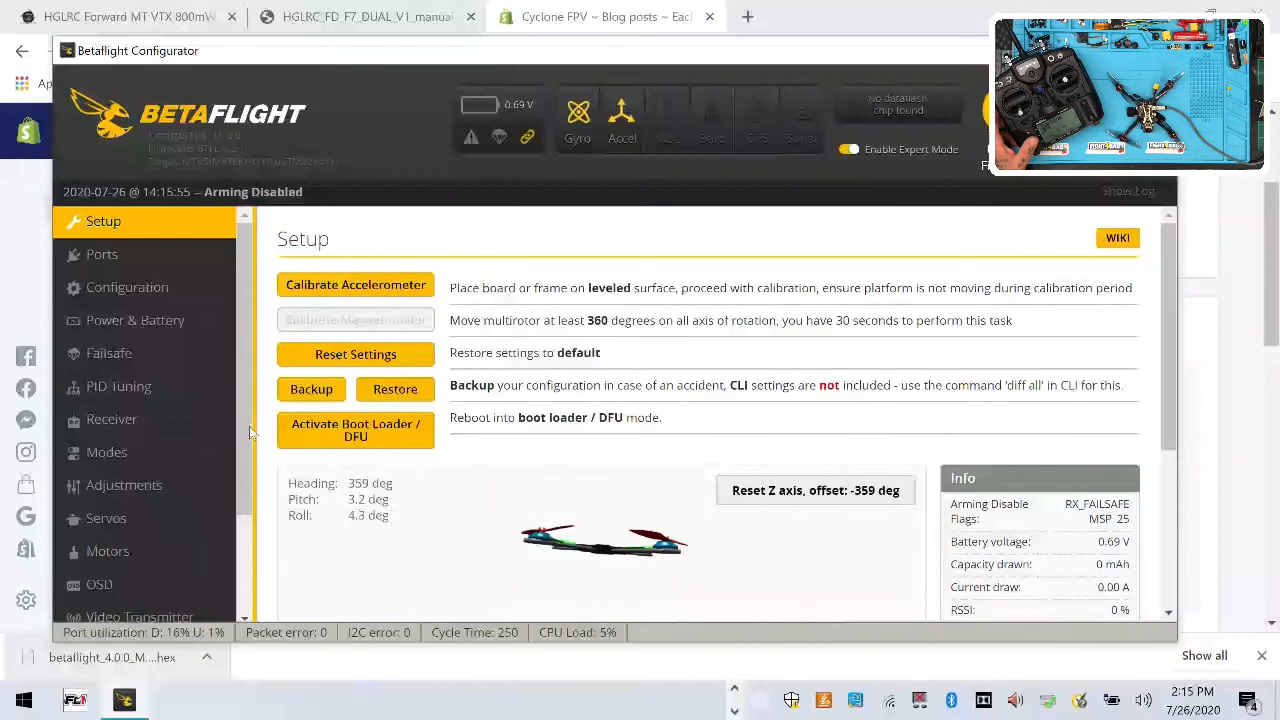 HGLRC Forward MT VTX 800mW
HGLRC_FD_F7_DUAL_V1_manual
Cyclone FPV ~ Blog posts ~ Eacl
Betaflight Configurator
BETAFLIGHT
0.69 V
Gyro
Accel
No dataflash
chip found
Enable Expert Mode
2020-07-26 @ 14:15:55 -- Arming Disabled
Show Log
Setup
Ports
Configuration
Power & Battery
Failsafe
PID Tuning
Receiver
Modes
Adjustments
Servos
Motors
OSD
Video Transmitter
Setup
WIKI
Calibrate Accelerometer
Place board or frame on leveled surface, proceed with calibration, ensure platform is not moving during calibration period
Calibrate Magnetometer
Move multirotor at least 360 degrees on all axis of rotation, you have 30 seconds to perform this task
Reset Settings
Restore settings to default
Backup
Restore
Backup your configuration in case of an accident, CLI settings are not included - use the command 'diff all' in CLI for this.
Activate Boot Loader /
DFU
Reboot into boot loader / DFU mode.
Heading: 359 deg
Pitch: 3.2 deg
Roll: 4.3 deg
Reset Z axis, offset: -359 deg
Info
Arming Disable RX_FAILSAFE
Flags: MSP 25
Battery voltage: 0.69 V
Capacity drawn: 0 mAh
Current draw: 0.00 A
RSSI: 0 %
Port utilization: D: 16% U: 1%
Packet error: 0
I2C error: 0
Cycle Time: 250
CPU Load: 5%
betaflight_4.0.0_M....hex
Show all
2:15 PM
7/26/2020
4